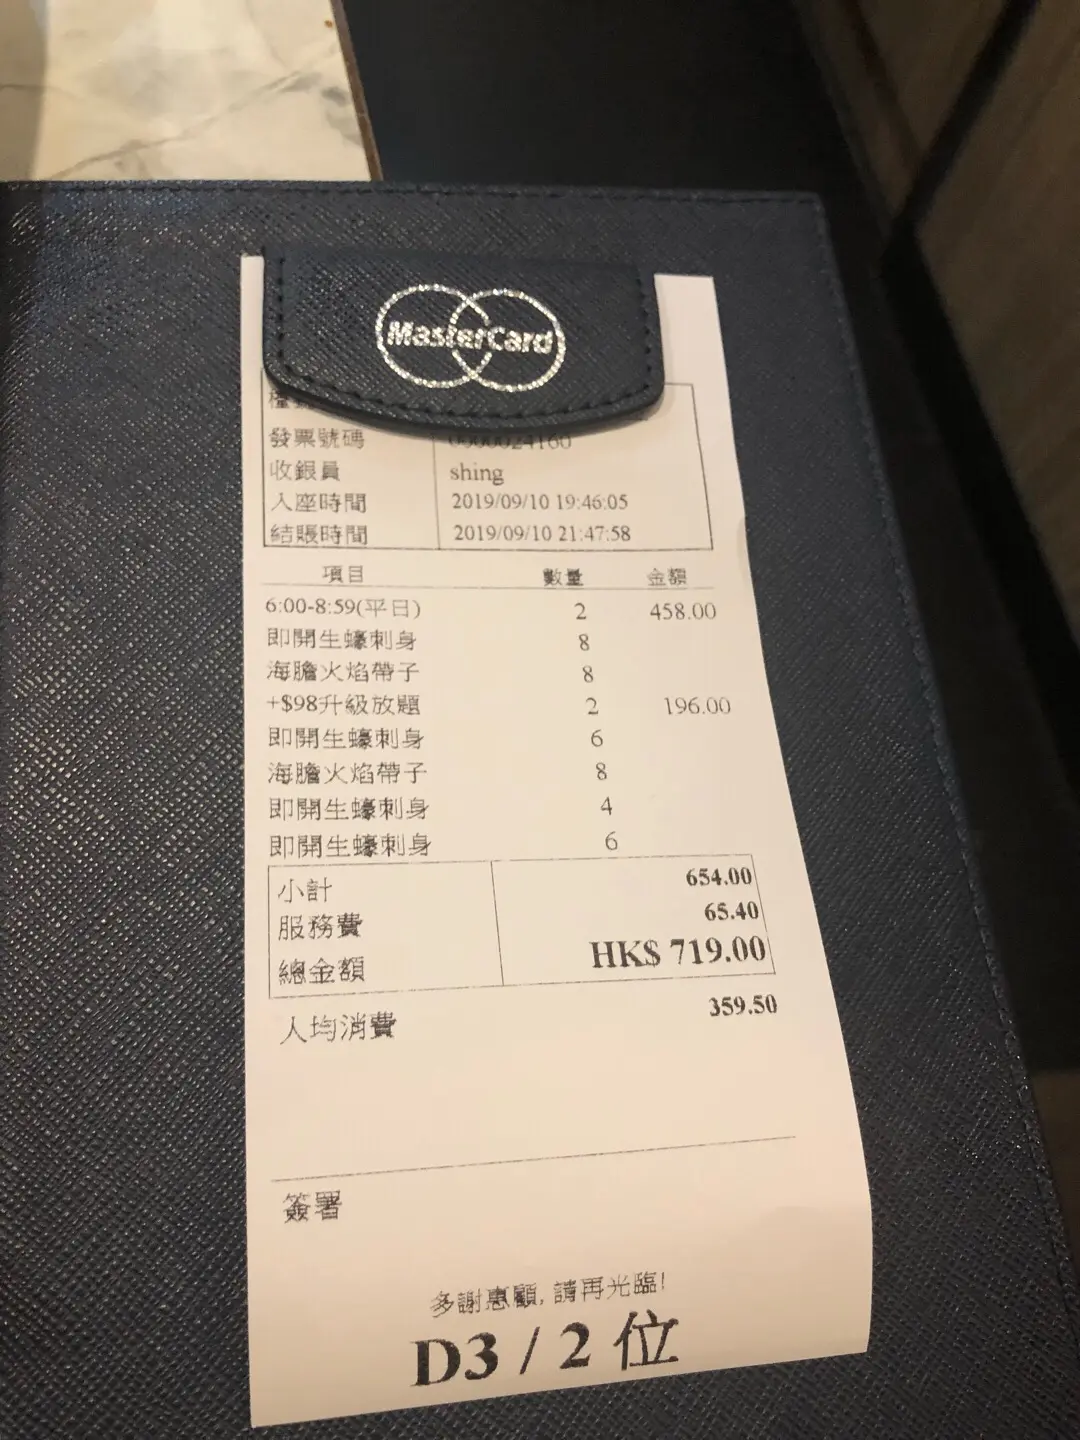 MasterCard
發票號碼 0000024160
收銀員 shing
入座時間 2019/09/10 19:46:05
結賬時間 2019/09/10 21:47:58
項目 數量 金額
6:00-8:59(平日) 2 458.00
即開生蠔刺身 8
海膽火焰帶子 8
+$98升級放題 2 196.00
即開生蠔刺身 6
海膽火焰帶子 8
即開生蠔刺身 4
即開生蠔刺身 6
小計 654.00
服務費 65.40
總金額 HK$ 719.00
人均消費 359.50
簽署
多謝惠顧, 請再光臨!
D3 / 2 位